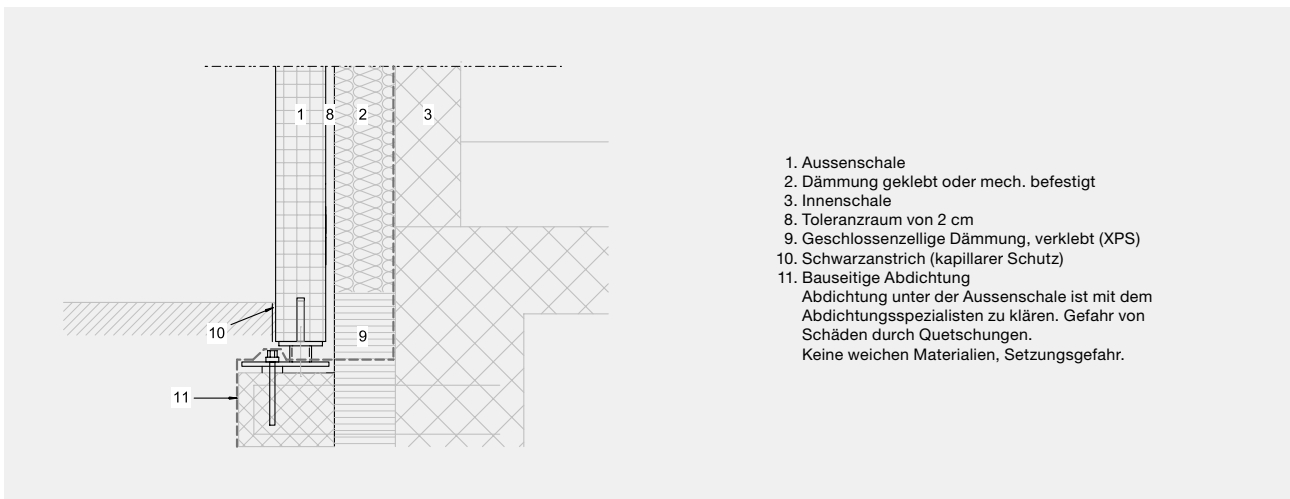 1
8
2
3
10
9
11
1. Aussenschale
2. Dämmung geklebt oder mech. befestigt
3. Innenschale
8. Toleranzraum von 2 cm
9. Geschlossenzellige Dämmung, verklebt (XPS)
10. Schwarzanstrich (kapillarer Schutz)
11. Bauseitige Abdichtung
Abdichtung unter der Aussenschale ist mit dem
Abdichtungsspezialisten zu klären. Gefahr von
Schäden durch Quetschungen.
Keine weichen Materialien, Setzungsgefahr.